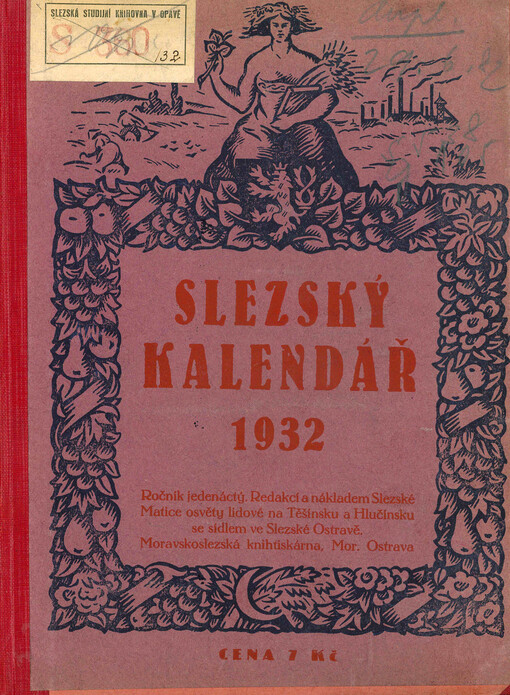 SLEZSKÁ STUDIJNÍ KNIHOVNA V OPAVĚ
32
SLEZSKÝ
KALENDÁŘ
1932
Ročník jedenáctý. Redakcí a nákladem Slezské
Matice osvěty lidové na Těšínsku a Hlučínsku
se sídlem ve Slezské Ostravě.
Moravskoslezská knihtiskárna, Mor. Ostrava
CENA 7 Kč